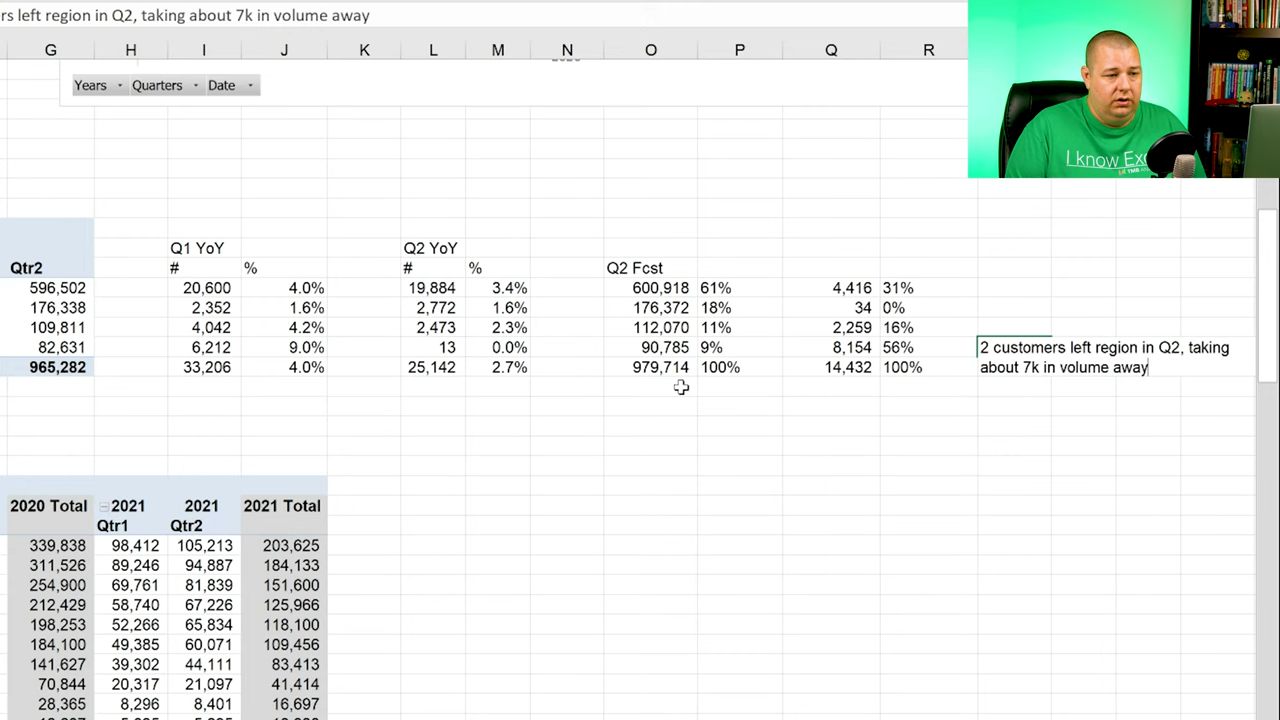 rs left region in Q2, taking about 7k in volume away
G H I J K L M N O P Q R
Years Quarters Date
Q1 YoY Q2 YoY
Qtr2 # % # % Q2 Fcst
596,502 20,600 4.0% 19,884 3.4% 600,918 61% 4,416 31%
176,338 2,352 1.6% 2,772 1.6% 176,372 18% 34 0%
109,811 4,042 4.2% 2,473 2.3% 112,070 11% 2,259 16%
82,631 6,212 9.0% 13 0.0% 90,785 9% 8,154 56% 2 customers left region in Q2, taking
965,282 33,206 4.0% 25,142 2.7% 979,714 100% 14,432 100% about 7k in volume away
2020 Total 2021 2021 2021 Total
Qtr1 Qtr2
339,838 98,412 105,213 203,625
311,526 89,246 94,887 184,133
254,900 69,761 81,839 151,600
212,429 58,740 67,226 125,966
198,253 52,266 65,834 118,100
184,100 49,385 60,071 109,456
141,627 39,302 44,111 83,413
70,844 20,317 21,097 41,414
28,365 8,296 8,401 16,697
I know Exc